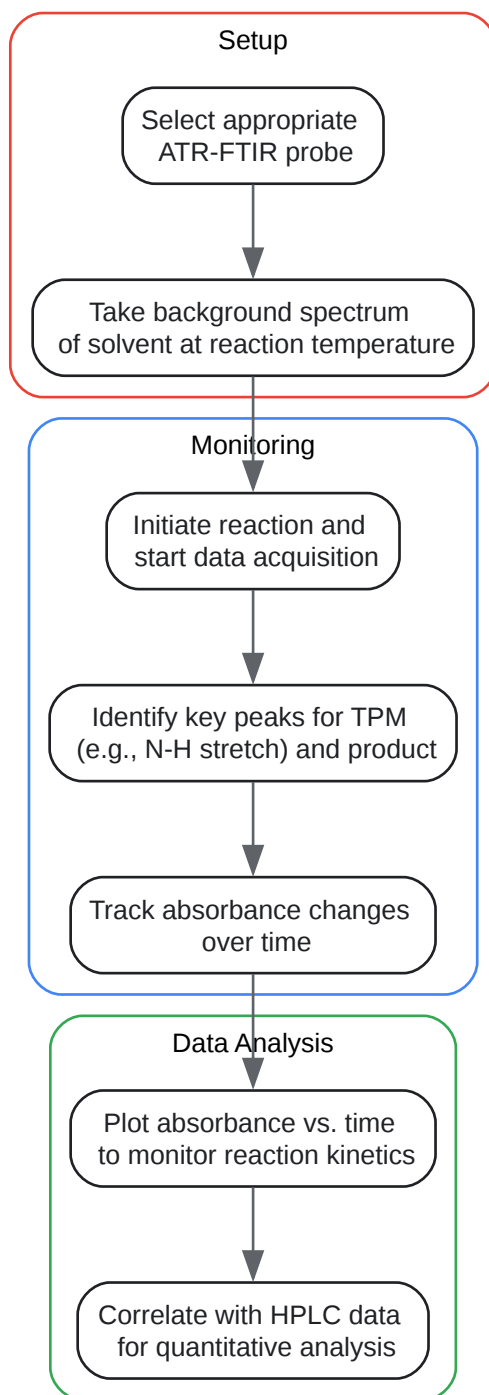 Setup
Select appropriate
ATR-FTIR probe
Take background spectrum
of solvent at reaction temperature
Monitoring
Initiate reaction and
start data acquisition
Identify key peaks for TPM
(e.g., N-H stretch) and product
Track absorbance changes
over time
Data Analysis
Plot absorbance vs. time
to monitor reaction kinetics
Correlate with HPLC data
for quantitative analysis